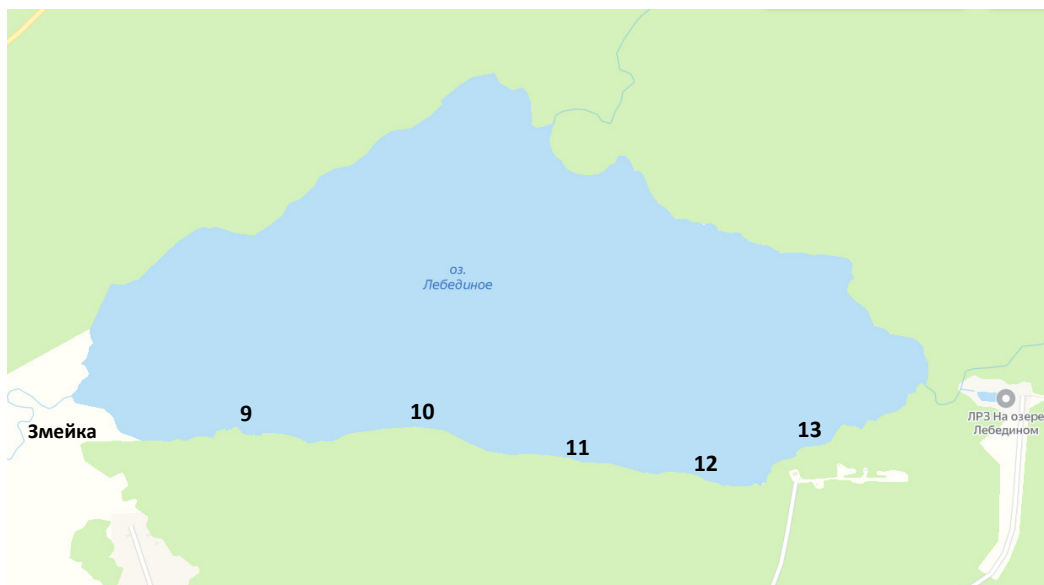 оз.
Лебединое
9
10
13
Змейка
11
12
ЛРЗ На озере
Лебедином